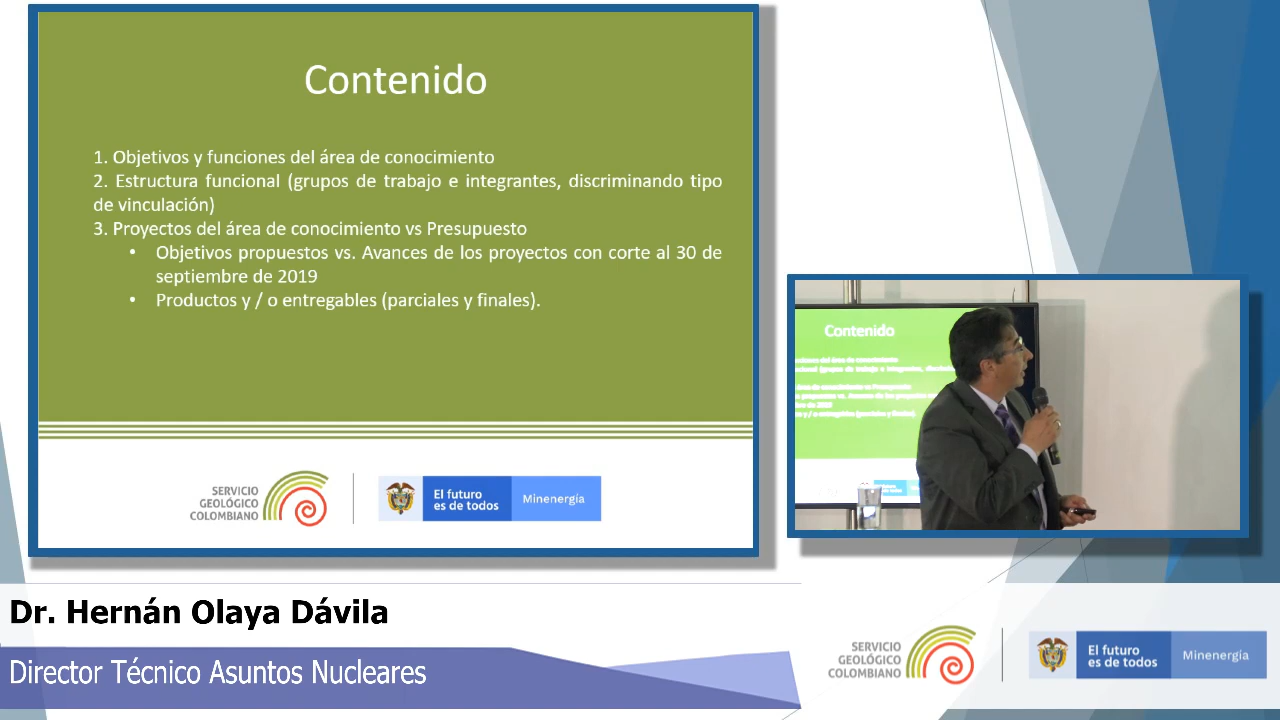 Contenido
1. Objetivos y funciones del área de conocimiento
2. Estructura funcional (grupos de trabajo e integrantes, discriminando tipo
de vinculación)
3. Proyectos del área de conocimiento vs Presupuesto
• Objetivos propuestos vs. Avances de los proyectos con corte al 30 de
septiembre de 2019
• Productos y / o entregables (parciales y finales).
SERVICIO
GEOLÓGICO
COLOMBIANO
El futuro
es de todos
Minenergía
Contenido
Dr. Hernán Olaya Dávila
Director Técnico Asuntos Nucleares
SERVICIO
GEOLÓGICO
COLOMBIANO
El futuro
es de todos
Minenergía